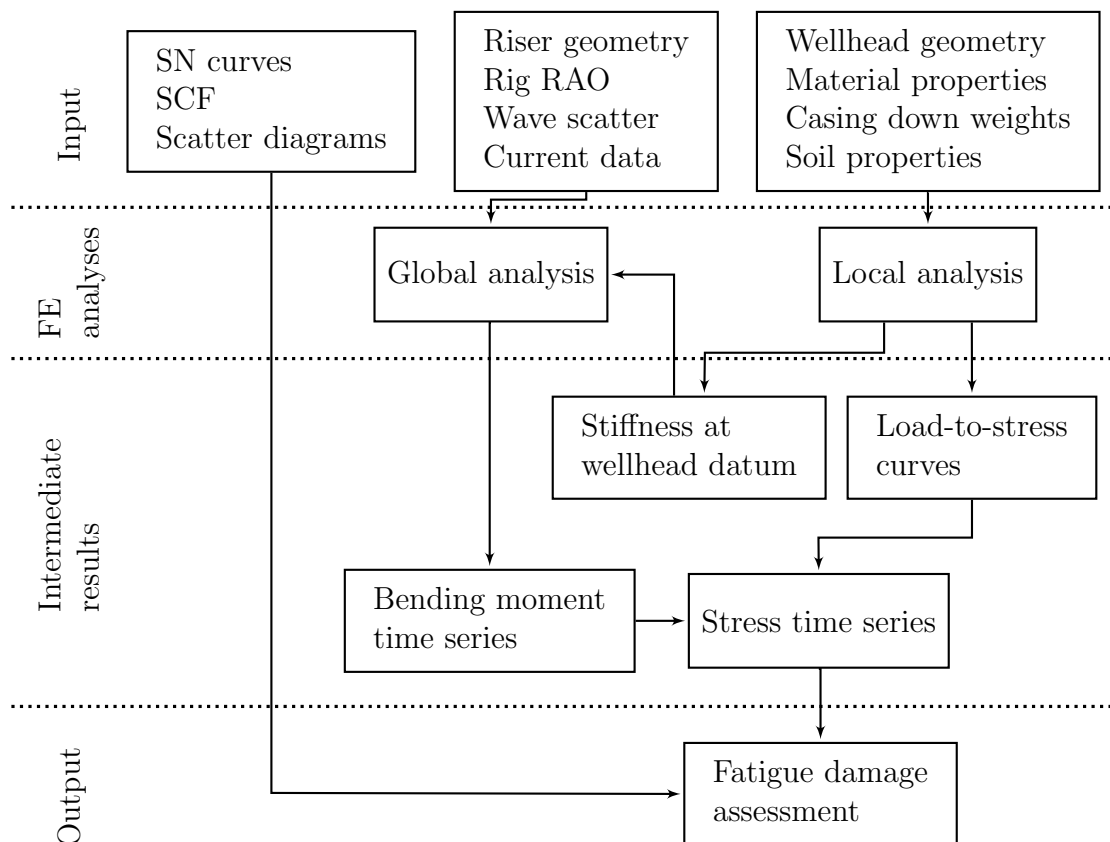 Input
SN curves
SCF
Scatter diagrams
Riser geometry
Rig RAO
Wave scatter
Current data
Wellhead geometry
Material properties
Casing down weights
Soil properties
FE
analyses
Global analysis
Local analysis
Intermediate
results
Stiffness at
wellhead datum
Load-to-stress
curves
Bending moment
time series
Stress time series
Output
Fatigue damage
assessment